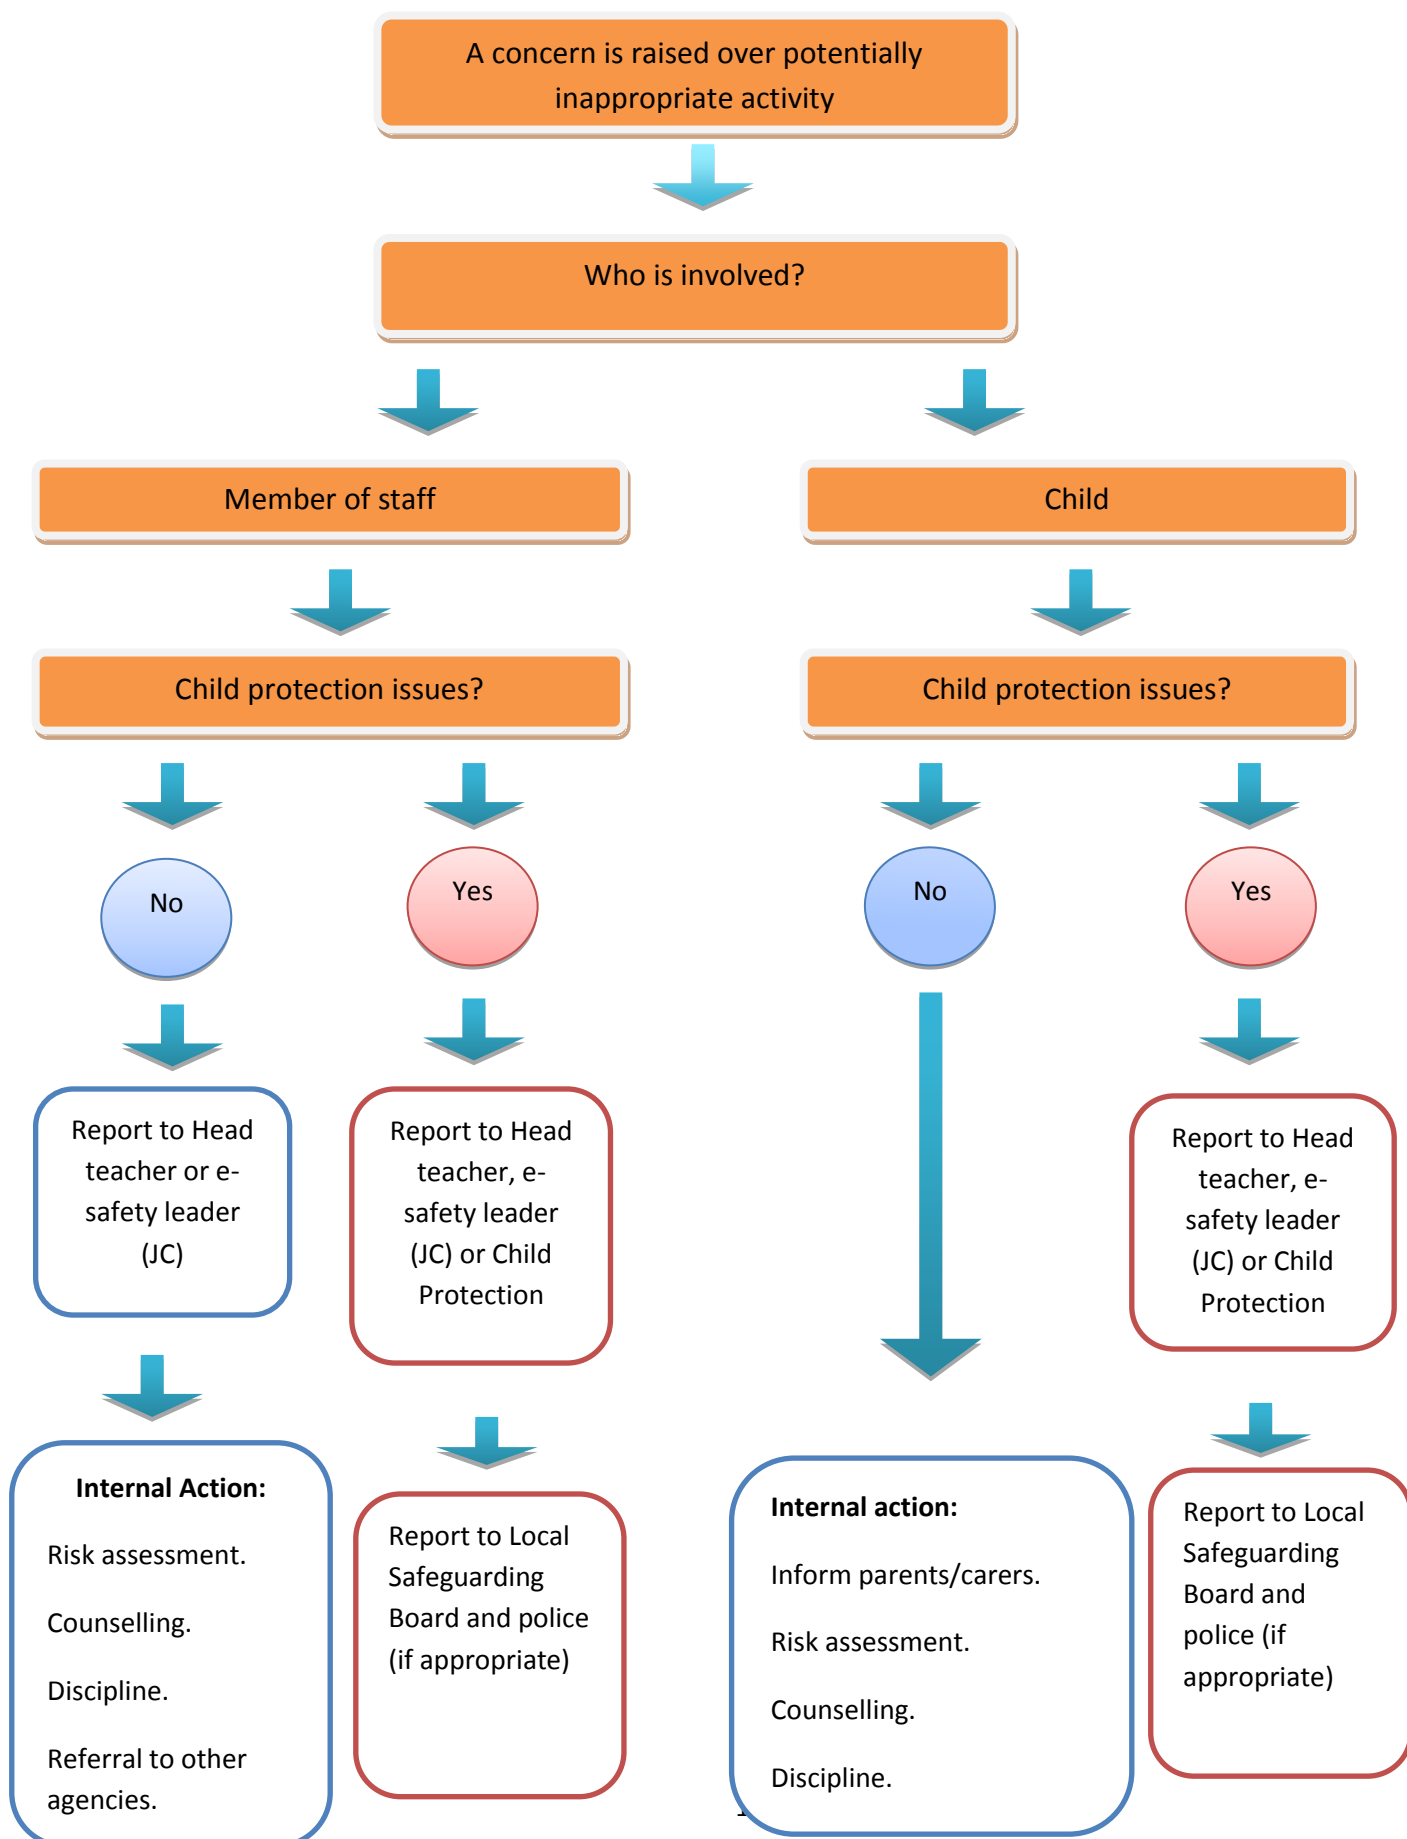 A concern is raised over potentially
inappropriate activity
Who is involved?
Member of staff
Child
Child protection issues?
Child protection issues?
No
Yes
No
Yes
Report to Head
teacher or e-
safety leader
(JC)
Report to Head
teacher, e-
safety leader
(JC) or Child
Protection
Report to Head
teacher, e-
safety leader
(JC) or Child
Protection
Internal Action:
Risk assessment.
Counselling.
Discipline.
Referral to other
agencies.
Report to Local
Safeguarding
Board and police
(if appropriate)
Internal action:
Inform parents/carers.
Risk assessment.
Counselling.
Discipline.
Report to Local
Safeguarding
Board and
police (if
appropriate)